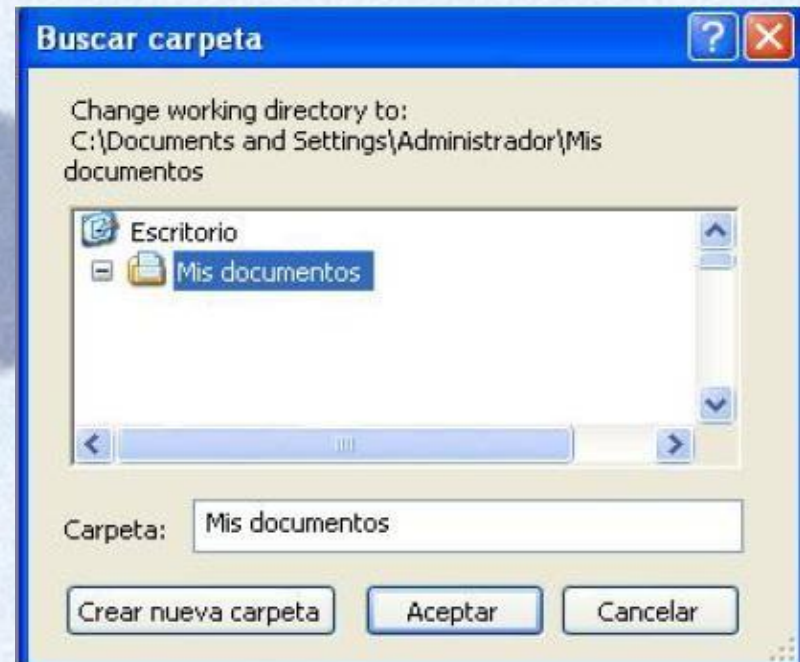 Buscar carpeta
Change working directory to:
C:\Documents and Settings\Administrador\Mis
documentos
Escritorio
Mis documentos
Carpeta: Mis documentos
Crear nueva carpeta Aceptar Cancelar